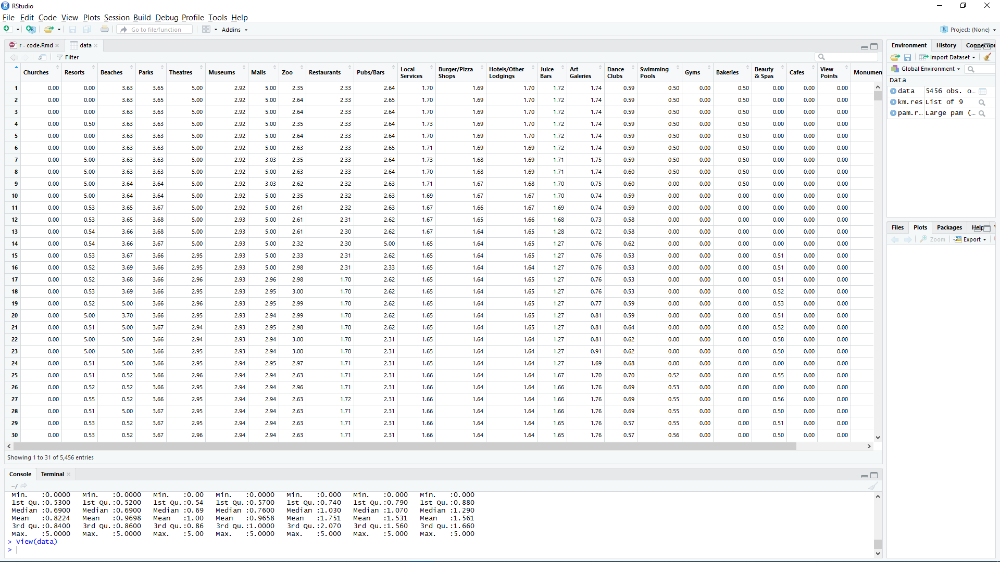 RStudio
File Edit Code View Plots Session Build Debug Profile Tools Help
Go to file/function Addins Project: (None)
r - code.Rmd data
Filter
Churches Resorts Beaches Parks Theatres Museums Malls Zoo Restaurants Pubs/Bars Local Services Burger/Pizza Shops Hotels/Other Lodgings Juice Bars Art Galeries Dance Clubs Swimming Pools Gyms Bakeries Beauty & Spas Cafes View Points Monumen
1 0.00 0.00 3.63 3.65 5.00 2.92 5.00 2.35 2.33 2.64 1.70 1.69 1.70 1.72 1.74 0.59 0.50 0.00 0.50 0.00 0.00 0.00
2 0.00 0.00 3.63 3.65 5.00 2.92 5.00 2.64 2.33 2.65 1.70 1.69 1.70 1.72 1.74 0.59 0.50 0.00 0.50 0.00 0.00 0.00
3 0.00 0.00 3.63 3.63 5.00 2.92 5.00 2.64 2.33 2.64 1.70 1.69 1.70 1.72 1.74 0.59 0.50 0.00 0.50 0.00 0.00 0.00
4 0.00 0.50 3.63 3.63 5.00 2.92 5.00 2.35 2.33 2.64 1.73 1.69 1.70 1.72 1.74 0.59 0.50 0.00 0.50 0.00 0.00 0.00
5 0.00 0.00 3.63 3.63 5.00 2.92 5.00 2.64 2.33 2.64 1.70 1.69 1.70 1.72 1.74 0.59 0.50 0.00 0.50 0.00 0.00 0.00
6 0.00 0.00 3.63 3.63 5.00 2.92 5.00 2.63 2.33 2.65 1.71 1.69 1.69 1.72 1.74 0.59 0.50 0.00 0.50 0.00 0.00 0.00
7 0.00 5.00 3.63 3.63 5.00 2.92 3.03 2.35 2.33 2.64 1.73 1.68 1.69 1.71 1.75 0.59 0.50 0.00 0.50 0.00 0.00 0.00
8 0.00 5.00 3.63 3.63 5.00 2.92 5.00 2.63 2.33 2.64 1.70 1.68 1.69 1.71 1.74 0.60 0.50 0.00 0.50 0.00 0.00 0.00
9 0.00 5.00 3.64 3.64 5.00 2.92 3.03 2.62 2.32 2.63 1.71 1.67 1.68 1.70 0.75 0.60 0.00 0.00 0.50 0.00 0.00 0.00
10 0.00 5.00 3.64 3.64 5.00 2.92 5.00 2.35 2.32 2.63 1.69 1.67 1.67 1.70 0.74 0.59 0.00 0.00 0.00 0.00 0.00 0.00
11 0.00 0.53 3.65 3.67 5.00 2.92 5.00 2.61 2.32 2.63 1.67 1.66 1.67 1.69 0.74 0.59 0.00 0.00 0.00 0.00 0.00 0.00
12 0.00 0.53 3.65 3.68 5.00 2.93 5.00 2.61 2.31 2.62 1.67 1.65 1.66 1.68 0.73 0.58 0.00 0.00 0.00 0.00 0.00 0.00
13 0.00 0.54 3.66 3.68 5.00 2.93 5.00 2.61 2.30 2.62 1.67 1.64 1.65 1.28 0.72 0.58 0.00 0.00 0.00 0.00 0.00 0.00
14 0.00 0.54 3.66 3.67 5.00 2.93 5.00 2.32 2.30 5.00 1.65 1.64 1.65 1.27 0.76 0.62 0.00 0.00 0.00 0.00 0.00 0.00
15 0.00 0.53 3.67 3.66 2.95 2.93 5.00 2.33 2.31 2.62 1.65 1.64 1.65 1.27 0.76 0.53 0.00 0.00 0.00 0.51 0.00 0.00
16 0.00 0.52 3.69 3.66 2.95 2.93 5.00 2.98 2.31 2.33 1.65 1.64 1.64 1.27 0.76 0.53 0.00 0.00 0.00 0.51 0.00 0.00
17 0.00 0.52 3.68 3.66 2.96 2.93 2.96 2.98 1.70 2.62 1.65 1.64 1.65 1.27 0.76 0.53 0.00 0.00 0.00 0.51 0.00 0.00
18 0.00 0.53 3.69 3.66 2.95 2.93 2.95 3.00 1.70 2.62 1.65 1.64 1.65 1.27 0.76 0.53 0.00 0.00 0.00 0.52 0.00 0.00
19 0.00 0.52 5.00 3.66 2.96 2.93 2.95 2.99 1.70 2.62 1.65 1.64 1.65 1.27 0.77 0.59 0.00 0.00 0.00 0.53 0.00 0.00
20 0.00 5.00 3.70 3.66 2.95 2.93 2.94 2.99 1.70 2.62 1.65 1.64 1.65 1.27 0.81 0.59 0.00 0.00 0.00 0.51 0.00 0.00
21 0.00 0.51 5.00 3.67 2.94 2.93 2.95 2.98 1.70 2.62 1.65 1.64 1.65 1.27 0.81 0.64 0.00 0.00 0.00 0.52 0.00 0.00
22 0.00 5.00 5.00 3.66 2.94 2.93 2.94 3.00 1.70 2.31 1.65 1.64 1.64 1.27 0.81 0.62 0.00 0.00 0.00 0.58 0.00 0.00
23 0.00 5.00 5.00 3.66 2.95 2.93 2.94 3.00 1.70 2.31 1.65 1.64 1.64 1.27 0.91 0.62 0.00 0.00 0.00 0.50 0.00 0.00
24 0.00 0.51 5.00 3.66 2.95 2.94 2.95 2.97 1.71 2.31 1.65 1.64 1.64 1.27 1.69 0.68 0.00 0.00 0.00 0.00 0.00 0.00
25 0.00 0.51 0.52 3.66 2.96 2.94 2.94 2.63 1.71 2.31 1.66 1.64 1.64 1.67 1.70 0.70 0.52 0.00 0.00 0.55 0.00 0.00
26 0.00 0.52 0.52 3.66 2.95 2.94 2.94 2.96 1.71 2.31 1.66 1.64 1.64 1.66 1.76 0.69 0.53 0.00 0.00 0.00 0.00 0.00
27 0.00 0.55 0.52 3.66 2.95 2.94 2.94 2.63 1.72 2.31 1.66 1.64 1.64 1.66 1.76 0.69 0.55 0.00 0.00 0.56 0.00 0.00
28 0.00 0.51 5.00 3.67 2.95 2.94 2.94 2.63 1.71 2.31 1.66 1.64 1.64 1.66 1.76 0.69 0.55 0.00 0.00 0.50 0.00 0.00
29 0.00 0.53 0.52 3.67 2.95 2.94 2.94 2.63 1.71 2.31 1.66 1.64 1.64 1.65 1.76 0.57 0.55 0.00 0.00 0.51 0.00 0.00
30 0.00 0.53 0.52 3.67 2.96 2.94 2.94 2.63 1.71 2.31 1.66 1.64 1.64 1.65 1.76 0.57 0.56 0.00 0.00 0.50 0.00 0.00
Showing 1 to 31 of 5,456 entries
Console Terminal
~/
Min. :0.0000 Min. :0.0000 Min. :0.00 Min. :0.0000 Min. :0.000 Min. :0.000 Min. :0.000
1st Qu.:0.5300 1st Qu.:0.5200 1st Qu.:0.54 1st Qu.:0.5700 1st Qu.:0.740 1st Qu.:0.790 1st Qu.:0.880
Median :0.6900 Median :0.6900 Median :0.69 Median :0.7600 Median :1.030 Median :1.070 Median :1.290
Mean :0.8224 Mean :0.9698 Mean :1.00 Mean :0.9658 Mean :1.751 Mean :1.531 Mean :1.561
3rd Qu.:0.8400 3rd Qu.:0.8600 3rd Qu.:0.86 3rd Qu.:1.0000 3rd Qu.:2.070 3rd Qu.:1.560 3rd Qu.:1.660
Max. :5.0000 Max. :5.0000 Max. :5.00 Max. :5.0000 Max. :5.000 Max. :5.000 Max. :5.000
> View(data)
>
Environment History Connection
Import Dataset
Global Environment
Data
data 5456 obs. o…
km.res List of 9
pam.r… Large pam (…
Files Plots Packages Help
Zoom Export